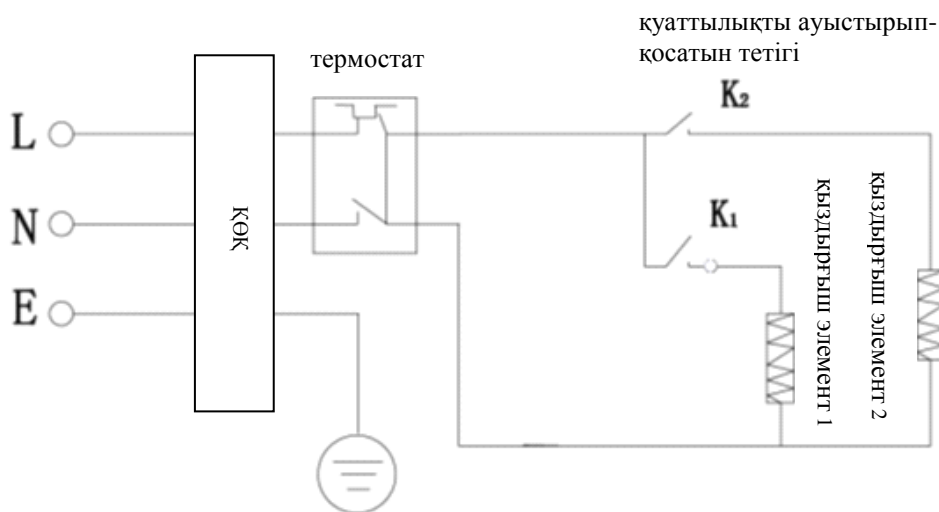 қуаттылықты ауыстырып-
қосатын тетігі
термостат
K₂
L
N
E
ҚӨҚ
K₁
қыздырғыш элемент 1
қыздырғыш элемент 2